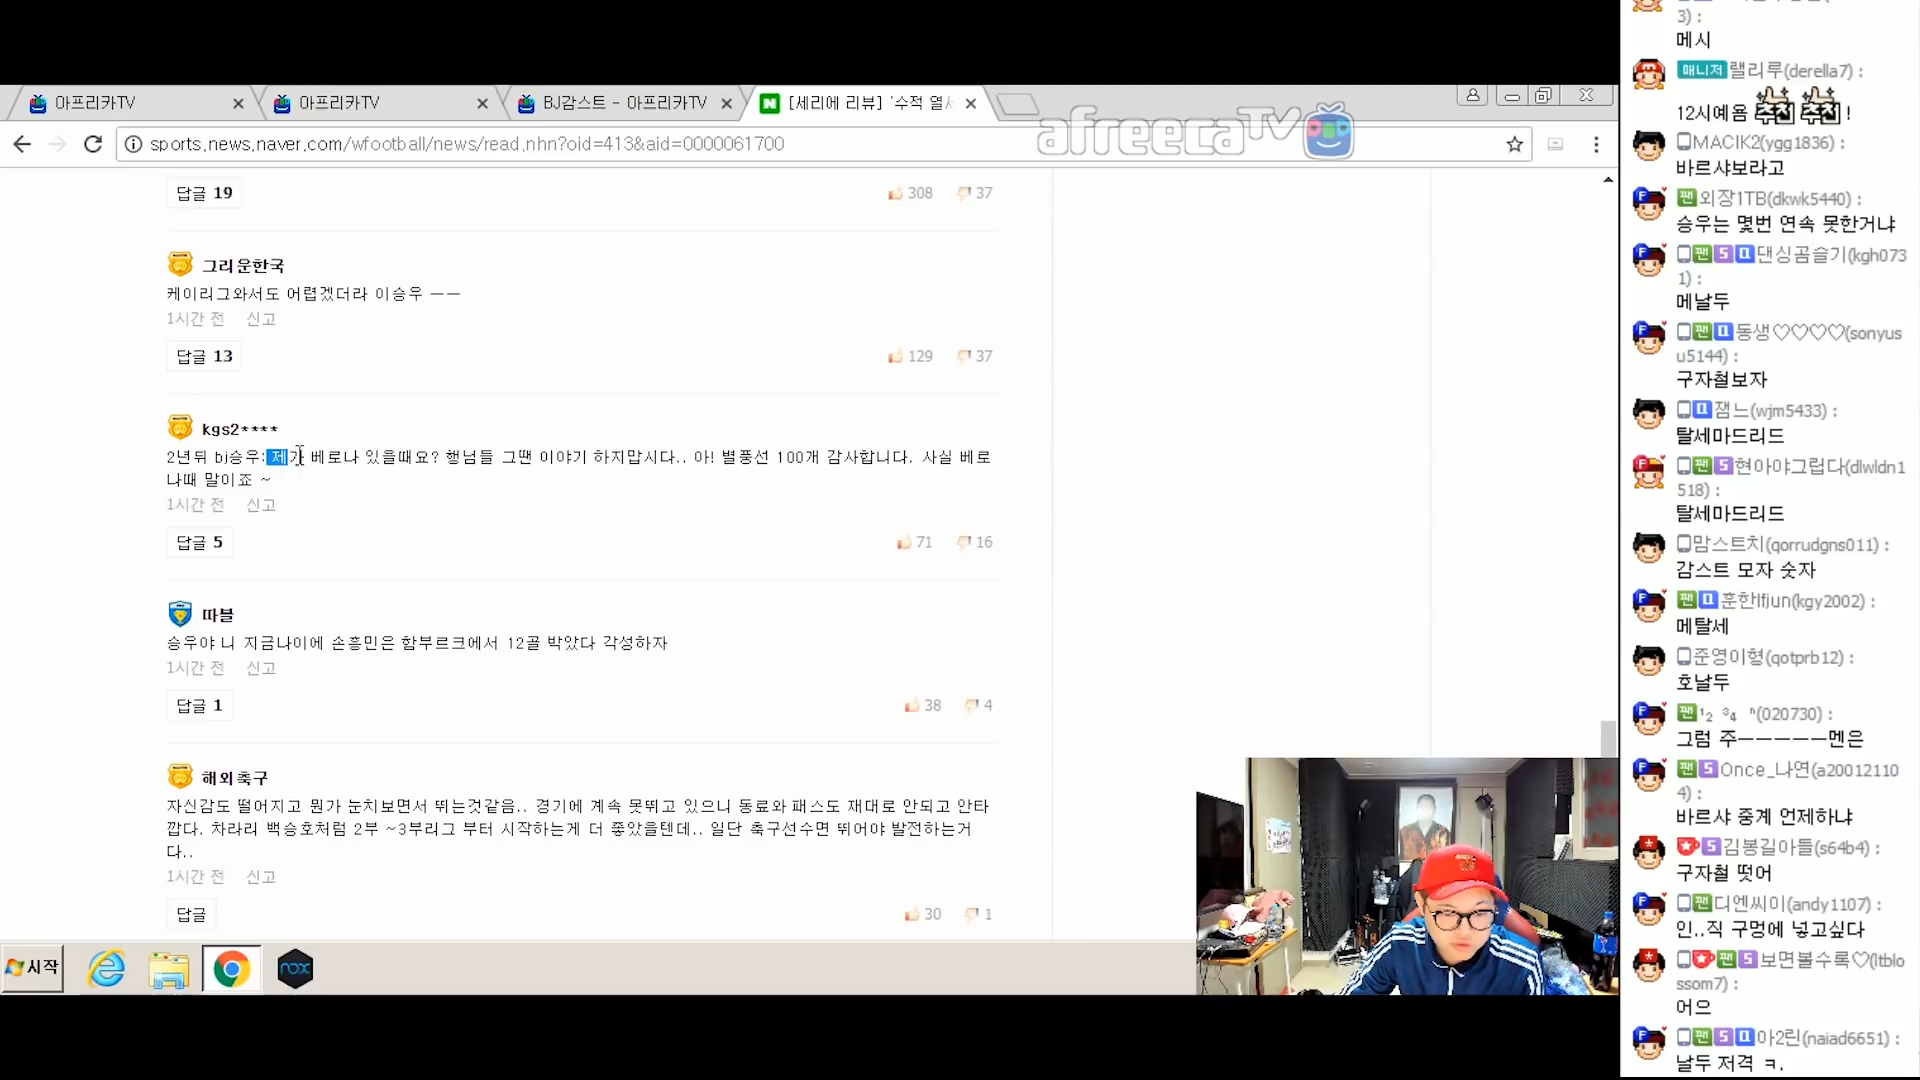 아프리카TV
아프리카TV
BJ감스트 - 아프리카TV
[세리에 리뷰] '수적 열
sports.news.naver.com/wfootball/news/read.nhn?oid=413&aid=0000061700
afreecaTV
답글 19
308
37
그리운한국
케이리그와서도 어렵겠더라 이승우 ㅡㅡ
1시간 전 신고
답글 13
129
37
kgs2****
2년뒤 bj승우:제가 베로나 있을때요? 행님들 그땐 이야기 하지맙시다.. 아! 별풍선 100개 감사합니다. 사실 베로
나때 말이죠 ~
1시간 전 신고
답글 5
71
16
따블
승우야 니 지금나이에 손흥민은 함부르크에서 12골 박았다 각성하자
1시간 전 신고
답글 1
38
4
해외축구
자신감도 떨어지고 뭔가 눈치보면서 뛰는것같음.. 경기에 계속 못뛰고 있으니 동료와 패스도 재대로 안되고 안타
깝다. 차라리 백승호처럼 2부 ~3부리그 부터 시작하는게 더 좋았을텐데.. 일단 축구선수면 뛰어야 발전하는거
다..
1시간 전 신고
답글
30
1
시작
nox
3) :
메시
매니저 랠리루(derella7) :
12시예욤 추천 추천 !
MACIK2(ygg1836) :
바르샤보라고
팬 외장1TB(dkwk5440) :
승우는 몇번 연속 못한거냐
팬 S 댄싱곰슬기(kgh073
1) :
메날두
팬 동생♡♡♡♡(sonyus
u5144) :
구자철보자
잼느(wjm5433) :
탈세마드리드
팬 S 현아야그립다(dlwldn1
518) :
탈세마드리드
맘스트치(qorrudgns011) :
감스트 모자 숫자
팬 훈한lfjun(kgy2002) :
메탈세
준영이형(qotprb12) :
호날두
팬 ¹₂ ³₄ ⁿ(020730) :
그럼 주ㅡㅡㅡㅡㅡ멘은
팬 S Once_나연(a20012110
4) :
바르샤 중계 언제하냐
S 김봉길아들(s64b4) :
구자철 떳어
팬 디엔씨이(andy1107) :
인..직 구멍에 넣고싶다
팬 S 보면볼수록♡(ltblo
ssom7) :
어으
팬 S 아2린(naiad6651) :
날두 저격 ㅋ.